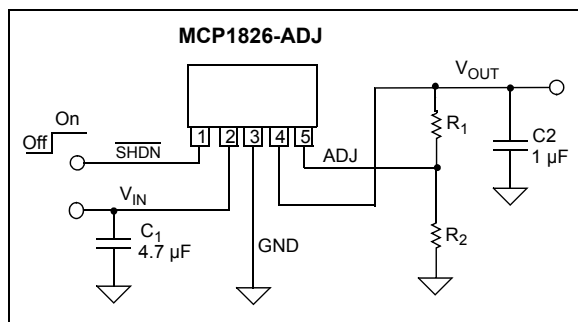 MCP1826-ADJ
VOUT
On
Off
1 2 3 4 5
R1
C2
1 µF
SHDN
ADJ
VIN
C1
4.7 µF
GND
R2